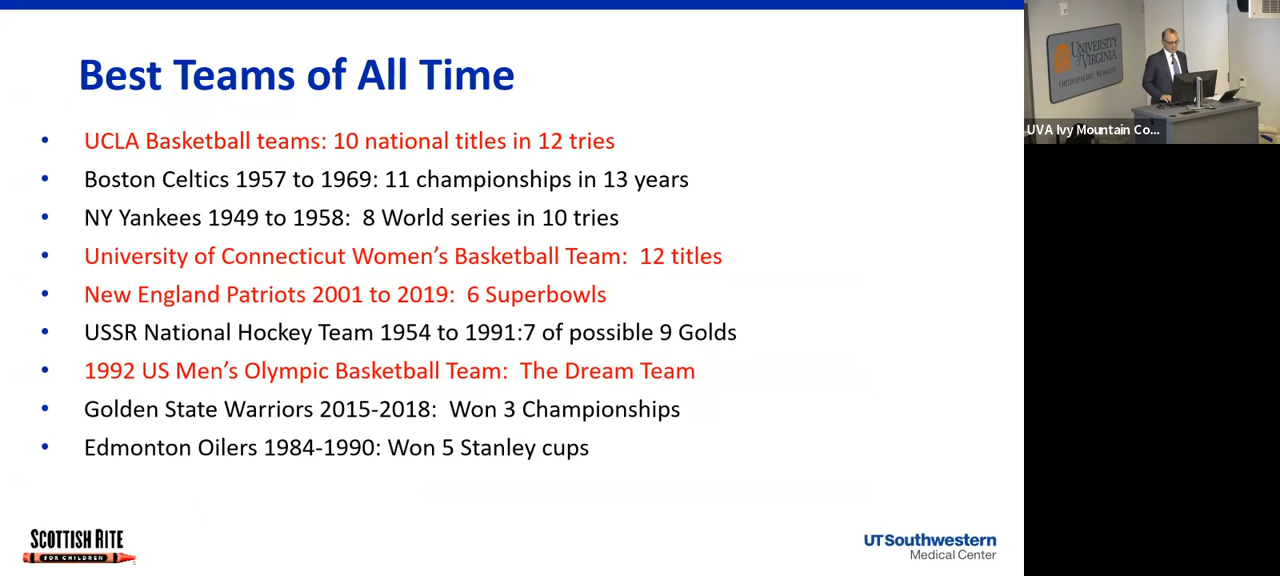 Best Teams of All Time
• UCLA Basketball teams: 10 national titles in 12 tries
• Boston Celtics 1957 to 1969: 11 championships in 13 years
• NY Yankees 1949 to 1958:  8 World series in 10 tries
• University of Connecticut Women's Basketball Team:  12 titles
• New England Patriots 2001 to 2019:  6 Superbowls
• USSR National Hockey Team 1954 to 1991:7 of possible 9 Golds
• 1992 US Men's Olympic Basketball Team:  The Dream Team
• Golden State Warriors 2015-2018:  Won 3 Championships
• Edmonton Oilers 1984-1990: Won 5 Stanley cups
SCOTTISH RITE
FOR CHILDREN
UTSouthwestern
Medical Center
UNIVERSITY
of VIRGINIA
ORTHOPAEDIC SURGERY
UVA Ivy Mountain Co...